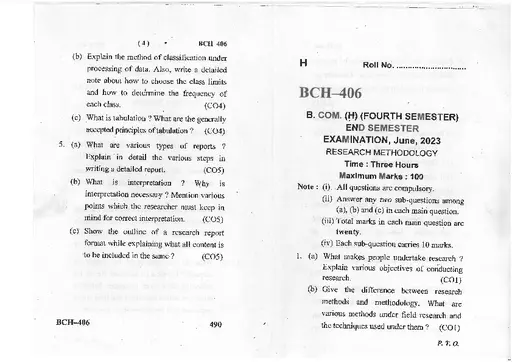 ( 4 )
BCH 406
(b) Explain the method of classification under
processing of data. Also, write a detailed
note about how to choose the class limits
and how to determine the frequency of
each class. (CO4)
(c) What is tabulation ? What are the generally
accepted principles of tabulation ? (CO4)
5. (a) What are various types of reports ?
Explain in detail the various steps in
writing a detailed report. (CO5)
(b) What is interpretation ? Why is
interpretation necessary ? Mention various
points which the researcher must keep in
mind for correct interpretation. (CO5)
(c) Show the outline of a research report
format while explaining what all content is
to be included in the same ? (CO5)
BCH–406 490
H Roll No. ..............................
BCH–406
B. COM. (H) (FOURTH SEMESTER)
END SEMESTER
EXAMINATION, June, 2023
RESEARCH METHODOLOGY
Time : Three Hours
Maximum Marks : 100
Note : (i) All questions are compulsory.
(ii) Answer any two sub-questions among
(a), (b) and (c) in each main question.
(iii) Total marks in each main question are
twenty.
(iv) Each sub-question carries 10 marks.
1. (a) What makes people undertake research ?
Explain various objectives of conducting
research. (CO1)
(b) Give the difference between research
methods and methodology. What are
various methods under field research and
the techniques used under them ? (CO1)
P. T. O.